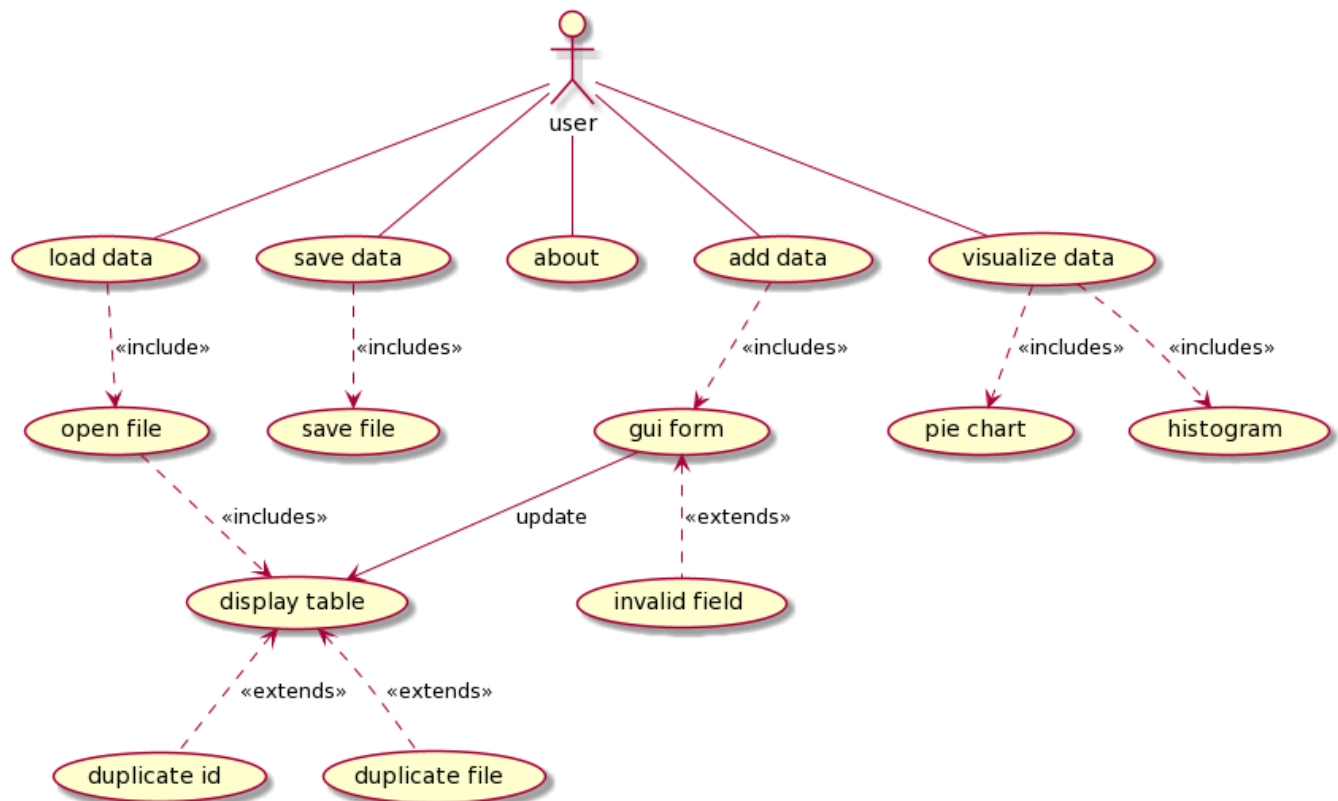 user
load data
save data
about
add data
visualize data
«include»
«includes»
«includes»
«includes»
«includes»
open file
save file
gui form
pie chart
histogram
«includes»
update
«extends»
display table
invalid field
«extends»
«extends»
duplicate id
duplicate file